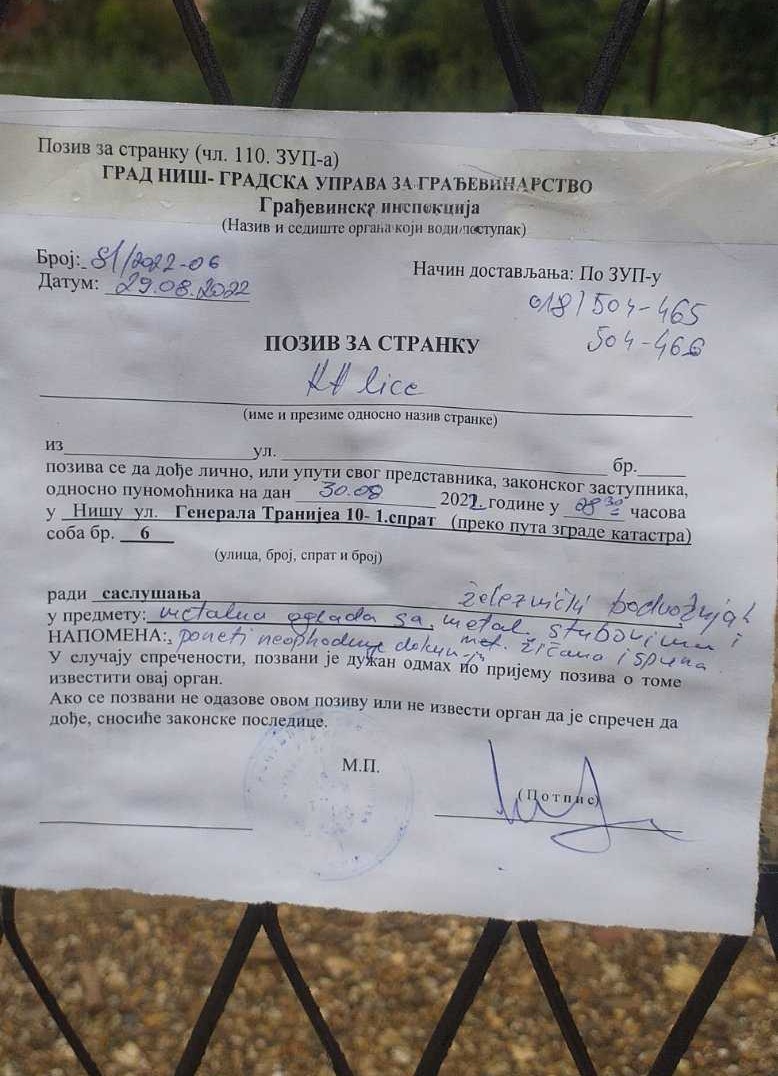 Позив за странку (чл. 110. ЗУП-а)
ГРАД НИШ- ГРАДСКА УПРАВА ЗА ГРАЂЕВИНАРСТВО
Грађевинска инспекција
(Назив и седиште органа који води поступак)
Број: 81/2022-06
Начин достављања: По ЗУП-у
Датум: 29.08.2022
018/504-465
504-466
ПОЗИВ ЗА СТРАНКУ
НН lice
(име и презиме односно назив странке)
из ул. бр.
позива се да дође лично, или упути свог представника, законског заступника,
односно пуномоћника на дан 30.08 2022 године у 08 30 часова
у Нишу ул. Генерала Транијеа 10- 1.спрат (преко пута зграде катастра)
соба бр. 6
(улица, број, спрат и број)
ради саслушања železnički podvožnjak
у предмету: metalna ograda sa metal. stubovima i
НАПОМЕНА: poneti neophodnu met. žičana ispuna
У случају спречености, позвани је дужан одмах по пријему позива о томе
известити овај орган.
Ако се позвани не одазове овом позиву или не извести орган да је спречен да
дође, сносиће законске последице.
М.П.
(Потпис)